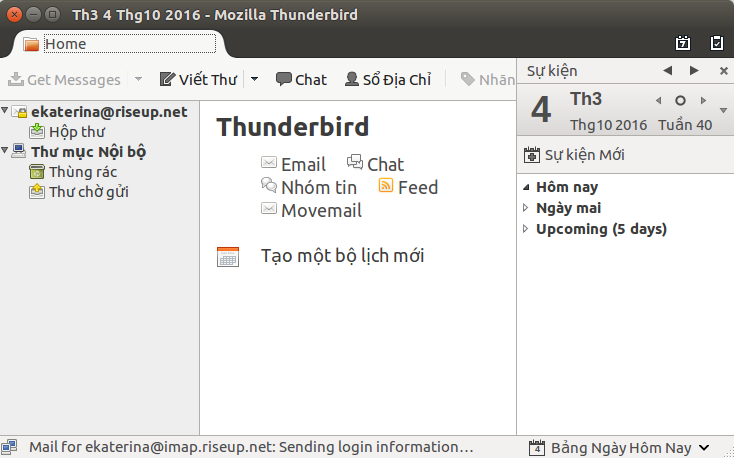 Th3 4 Thg10 2016 - Mozilla Thunderbird
Home
7
Get Messages Viết Thư Chat Sổ Địa Chỉ Nhãn
ekaterina@riseup.net
Hộp thư
Thư mục Nội bộ
Thùng rác
Thư chờ gửi
Thunderbird
Email Chat
Nhóm tin Feed
Movemail
Tạo một bộ lịch mới
Sự kiện
4 Th3
Thg10 2016 Tuần 40
Sự kiện Mới
Hôm nay
Ngày mai
Upcoming (5 days)
Mail for ekaterina@imap.riseup.net: Sending login information…
4 Bảng Ngày Hôm Nay